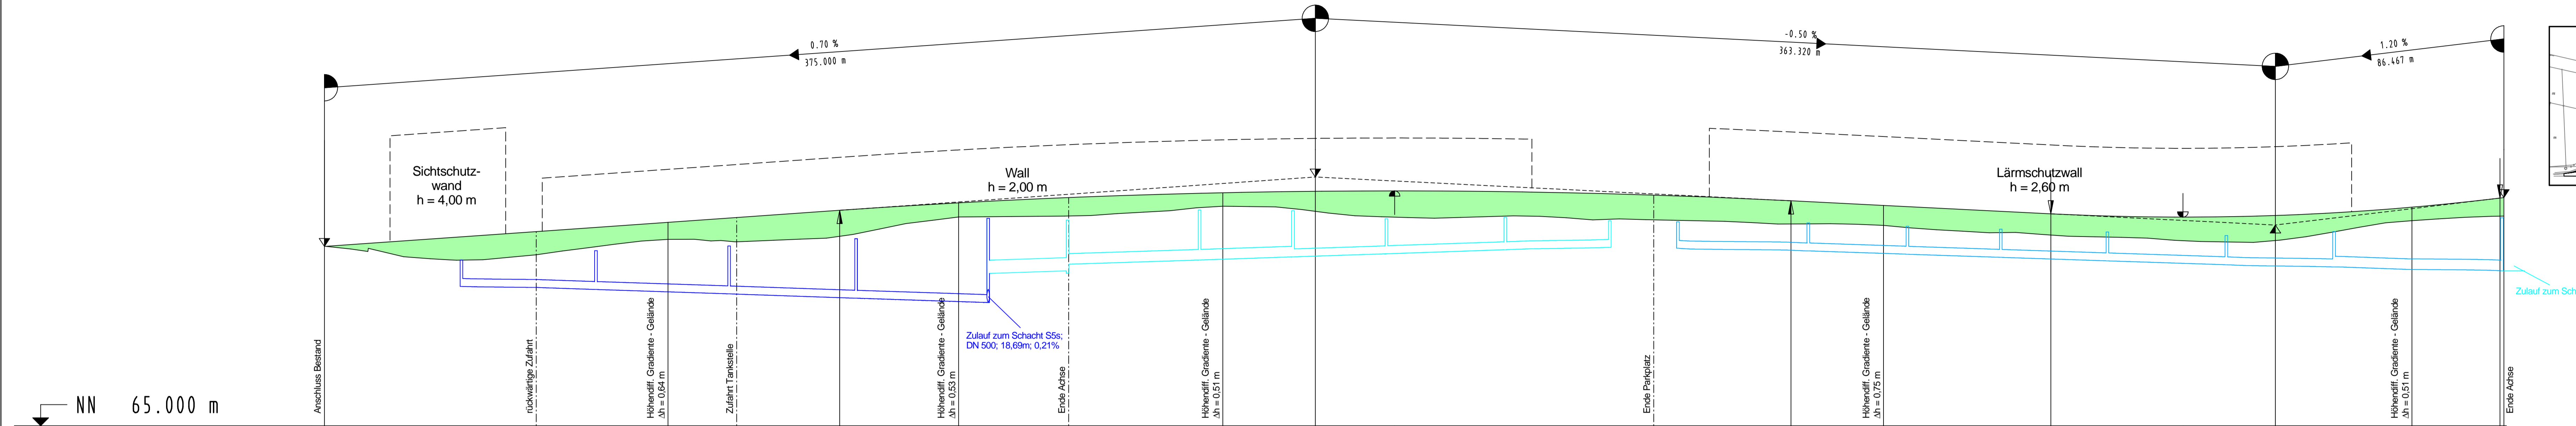 0.70 %
375.000 m
-0.50 %
363.320 m
1.20 %
86.467 m
Sichtschutz-
wand
h = 4,00 m
Wall
h = 2,00 m
Lärmschutzwall
h = 2,60 m
Zulauf zum Schacht S5s;
DN 500; 18,69m; 0,21%
Zulauf zum Sch
Anschluss Bestand
rückwärtige Zufahrt
Höhendiff. Gradiente - Gelände
Δh = 0,64 m
Zufahrt Tankstelle
Höhendiff. Gradiente - Gelände
Δh = 0,53 m
Ende Achse
Höhendiff. Gradiente - Gelände
Δh = 0,51 m
Ende Parkplatz
Höhendiff. Gradiente - Gelände
Δh = 0,75 m
Höhendiff. Gradiente - Gelände
Δh = 0,51 m
Ende Achse
NN 65.000 m